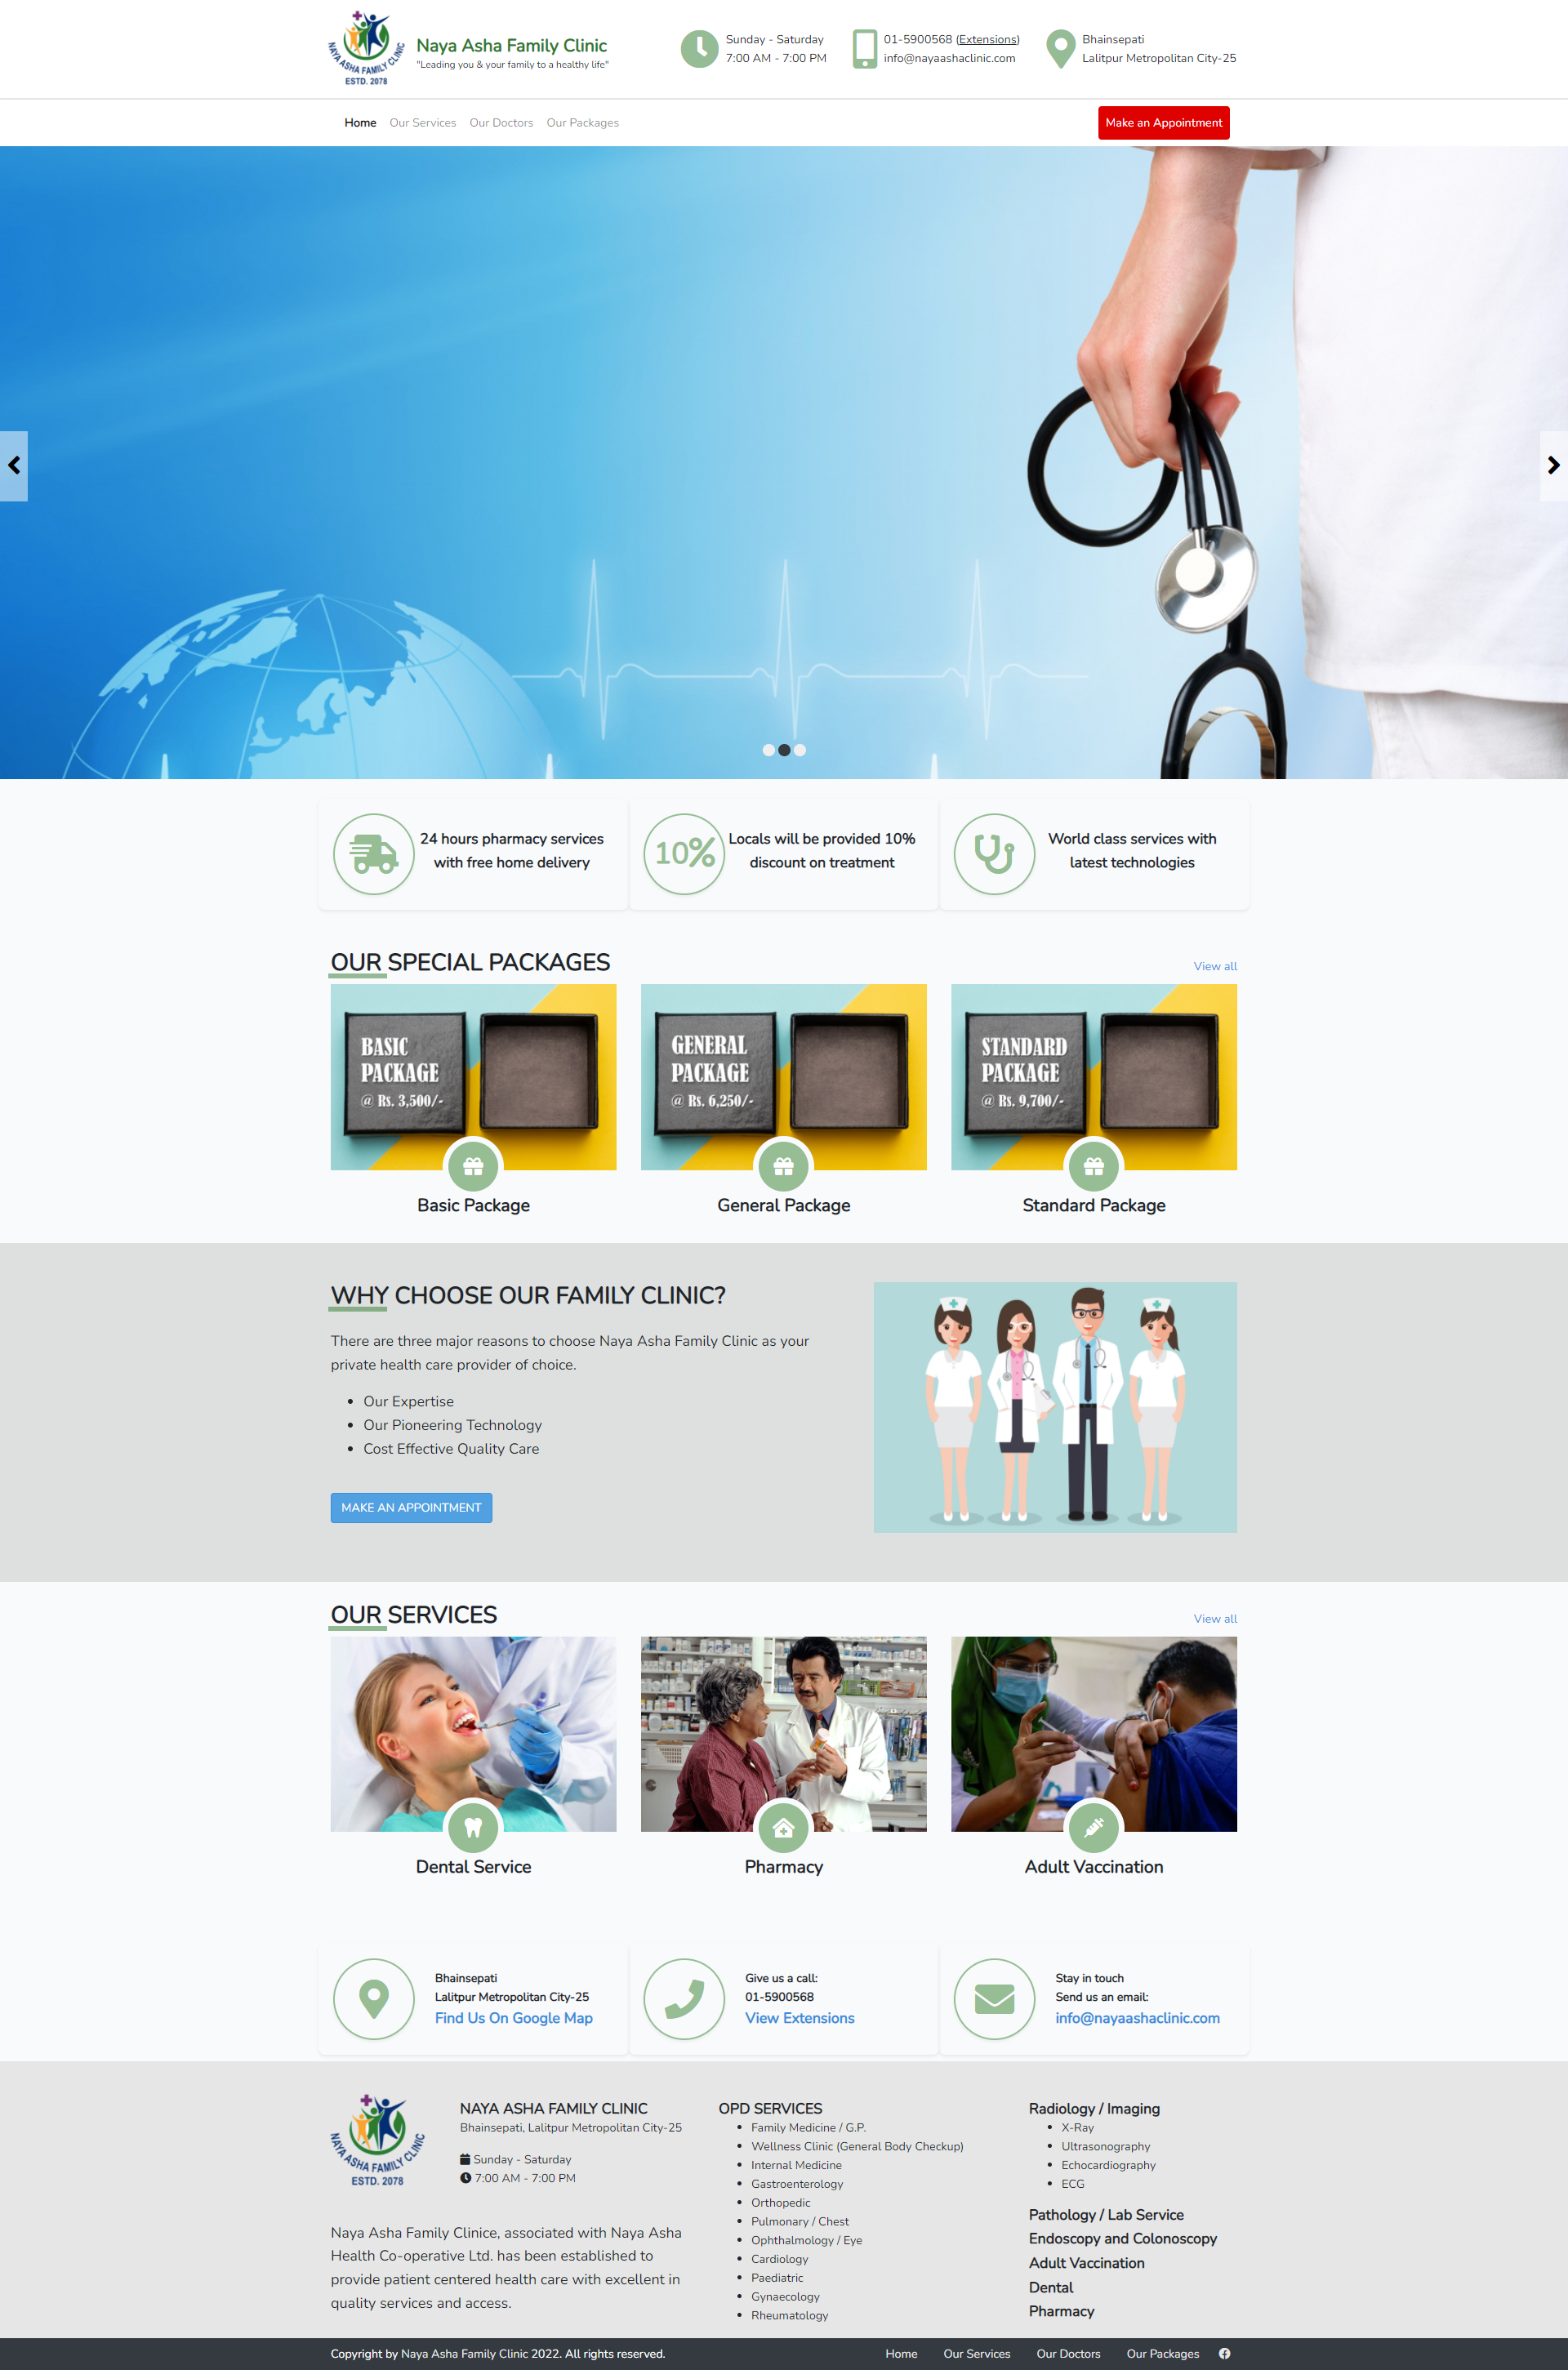 NAYA ASHA FAMILY CLINIC
ESTD. 2078
Naya Asha Family Clinic
"Leading you & your family to a healthy life"
Sunday - Saturday
7:00 AM - 7:00 PM
01-5900568 (Extensions)
info@nayaashaclinic.com
Bhainsepati
Lalitpur Metropolitan City-25
Home
Our Services
Our Doctors
Our Packages
Make an Appointment
24 hours pharmacy services
with free home delivery
10%
Locals will be provided 10%
discount on treatment
World class services with
latest technologies
OUR SPECIAL PACKAGES
View all
BASIC
PACKAGE
@ Rs. 3,500/-
GENERAL
PACKAGE
@ Rs. 6,250/-
STANDARD
PACKAGE
@ Rs. 9,700/-
Basic Package
General Package
Standard Package
WHY CHOOSE OUR FAMILY CLINIC?
There are three major reasons to choose Naya Asha Family Clinic as your
private health care provider of choice.
Our Expertise
Our Pioneering Technology
Cost Effective Quality Care
MAKE AN APPOINTMENT
OUR SERVICES
View all
Dental Service
Pharmacy
Adult Vaccination
Bhainsepati
Lalitpur Metropolitan City-25
Find Us On Google Map
Give us a call:
01-5900568
View Extensions
Stay in touch
Send us an email:
info@nayaashaclinic.com
NAYA ASHA FAMILY CLINIC
ESTD. 2078
NAYA ASHA FAMILY CLINIC
Bhainsepati, Lalitpur Metropolitan City-25
Sunday - Saturday
7:00 AM - 7:00 PM
Naya Asha Family Clinice, associated with Naya Asha
Health Co-operative Ltd. has been established to
provide patient centered health care with excellent in
quality services and access.
OPD SERVICES
Family Medicine / G.P.
Wellness Clinic (General Body Checkup)
Internal Medicine
Gastroenterology
Orthopedic
Pulmonary / Chest
Ophthalmology / Eye
Cardiology
Paediatric
Gynaecology
Rheumatology
Radiology / Imaging
X-Ray
Ultrasonography
Echocardiography
ECG
Pathology / Lab Service
Endoscopy and Colonoscopy
Adult Vaccination
Dental
Pharmacy
Copyright by Naya Asha Family Clinic 2022. All rights reserved.
Home
Our Services
Our Doctors
Our Packages